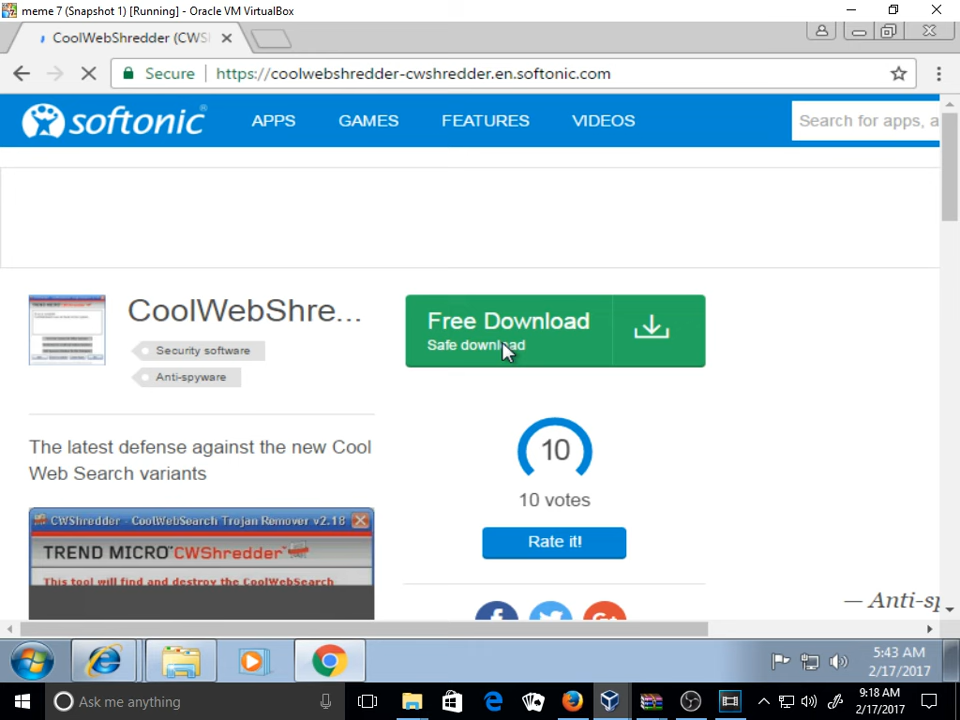 meme 7 (Snapshot 1) [Running] - Oracle VM VirtualBox
CoolWebShredder (CWS
Secure
https://coolwebshredder-cwshredder.en.softonic.com
softonic
APPS
GAMES
FEATURES
VIDEOS
Search for apps, a
CoolWebShre...
Security software
Anti-spyware
Free Download
Safe download
The latest defense against the new Cool
Web Search variants
10
10 votes
Rate it!
CWShredder - CoolWebSearch Trojan Remover v2.18
TREND MICRO CWShredder
This tool will find and destroy the CoolWebSearch
— Anti-sp
5:43 AM
2/17/2017
Ask me anything
9:18 AM
2/17/2017